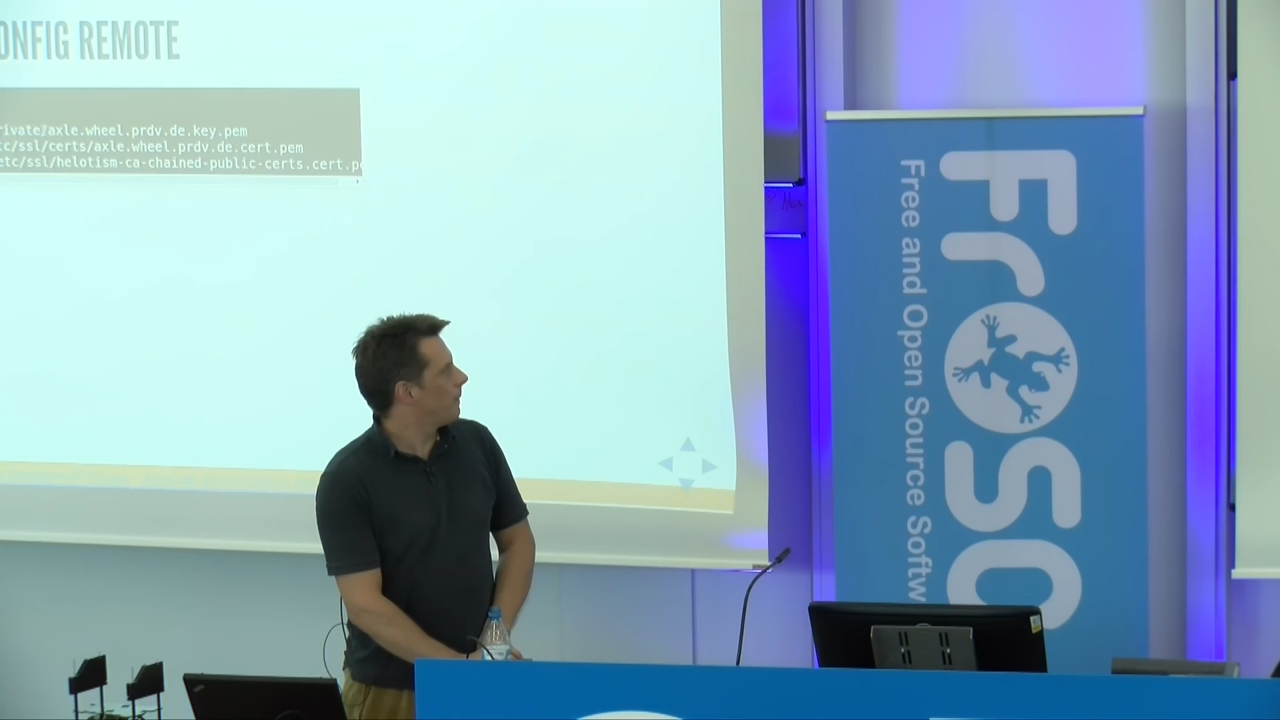 ONFIG REMOTE
rivate/axle.wheel.prdv.de.key.pem
tc/ssl/certs/axle.wheel.prdv.de.cert.pem
etc/ssl/helotism-ca-chained-public-certs.cert.p
FrOSC
Free and Open Source Softw